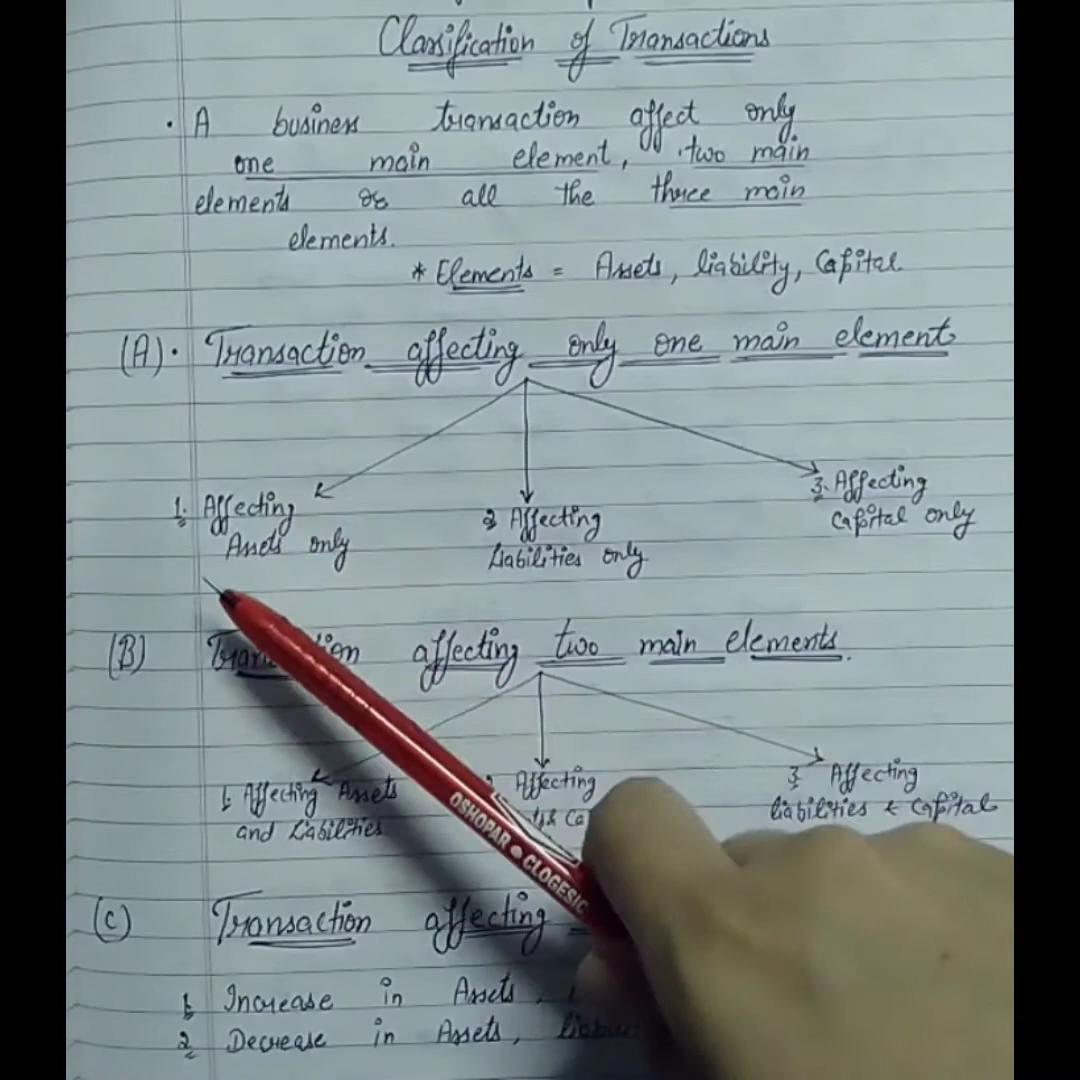 Classification of Transactions
· A business transaction affect only
one main element, two main
elements or all the three main
elements.
* Elements = Assets, liability, Capital
(A)· Transaction affecting only one main element
1. Affecting
Assets only
2 Affecting
Liabilities only
3. Affecting
Capital only
(B) affecting two main elements.
1. Affecting Assets
and Liabilities
Affecting
3 Affecting
liabilities & Capital
OSHOPAR • CLOGESIC
(C) Transaction affecting
1. Increase in Assets,
2 Decrease in Assets,